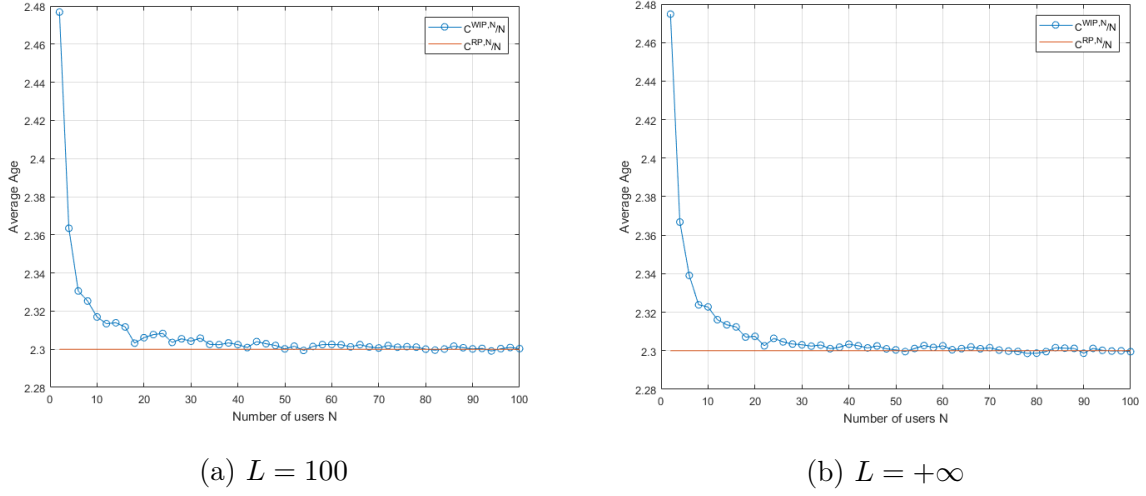 2.48
2.46
2.44
2.42
2.4
2.38
2.36
2.34
2.32
2.3
2.28
Average Age
0 10 20 30 40 50 60 70 80 90 100
Number of users N
C^WIP,N/N
C^RP,N/N
(a) L = 100
2.48
2.46
2.44
2.42
2.4
2.38
2.36
2.34
2.32
2.3
2.28
Average Age
0 10 20 30 40 50 60 70 80 90 100
Number of users N
C^WIP,N/N
C^RP,N/N
(b) L = +∞